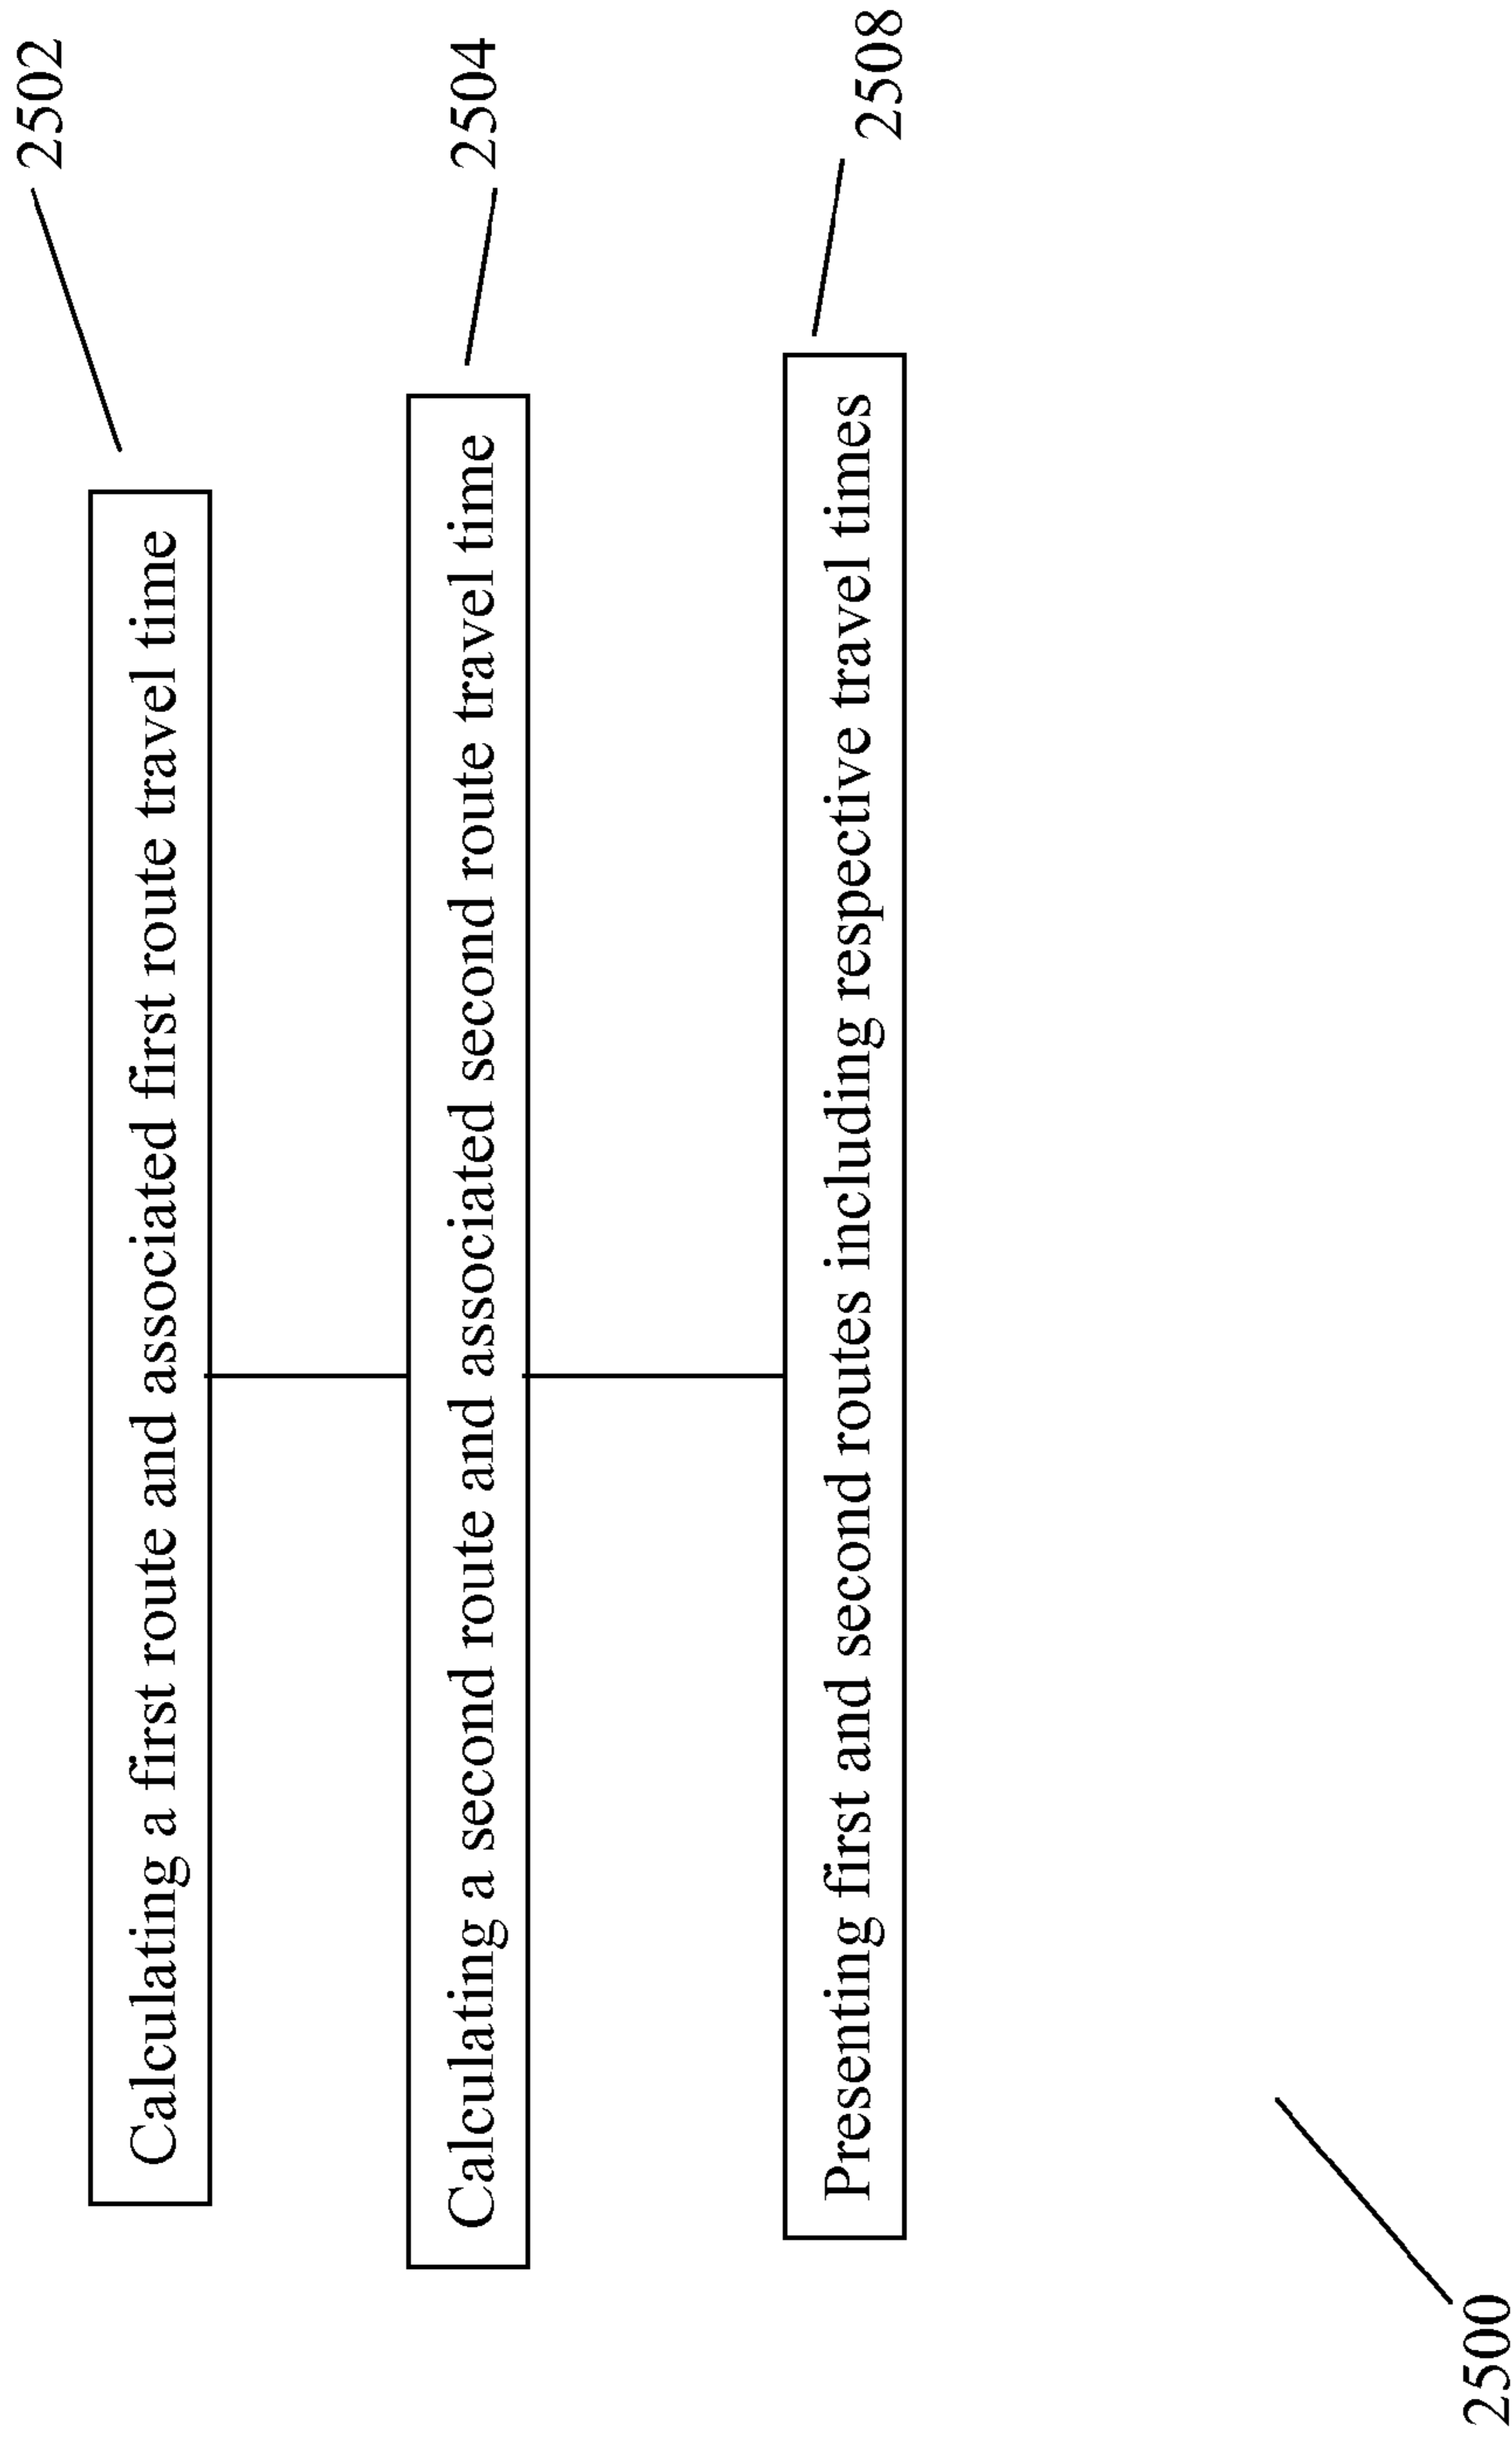 2502
Calculating a first route and associated first route travel time
2504
Calculating a second route and associated second route travel time
2508
Presenting first and second routes including respective travel times
2500